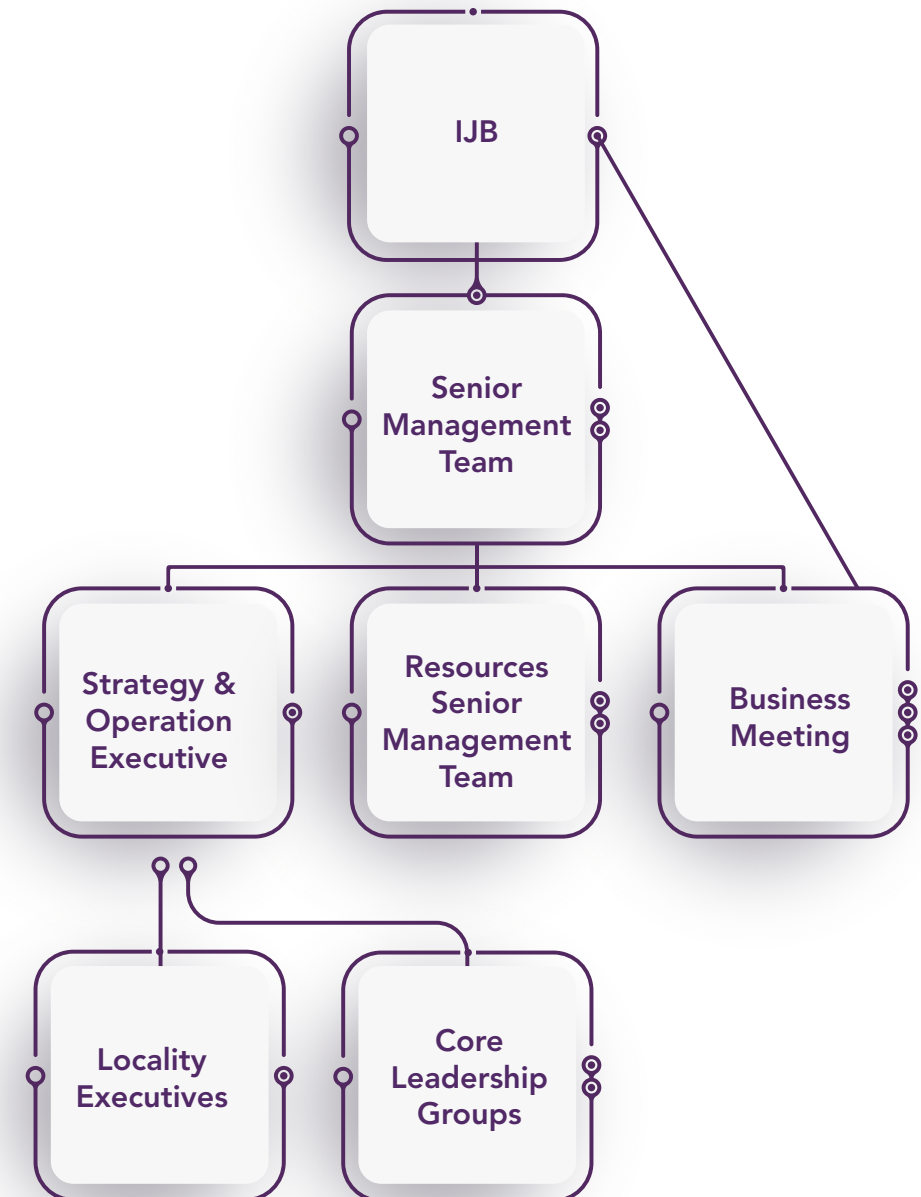 IJB
Senior
Management
Team
Strategy &
Operation
Executive
Resources
Senior
Management
Team
Business
Meeting
Locality
Executives
Core
Leadership
Groups